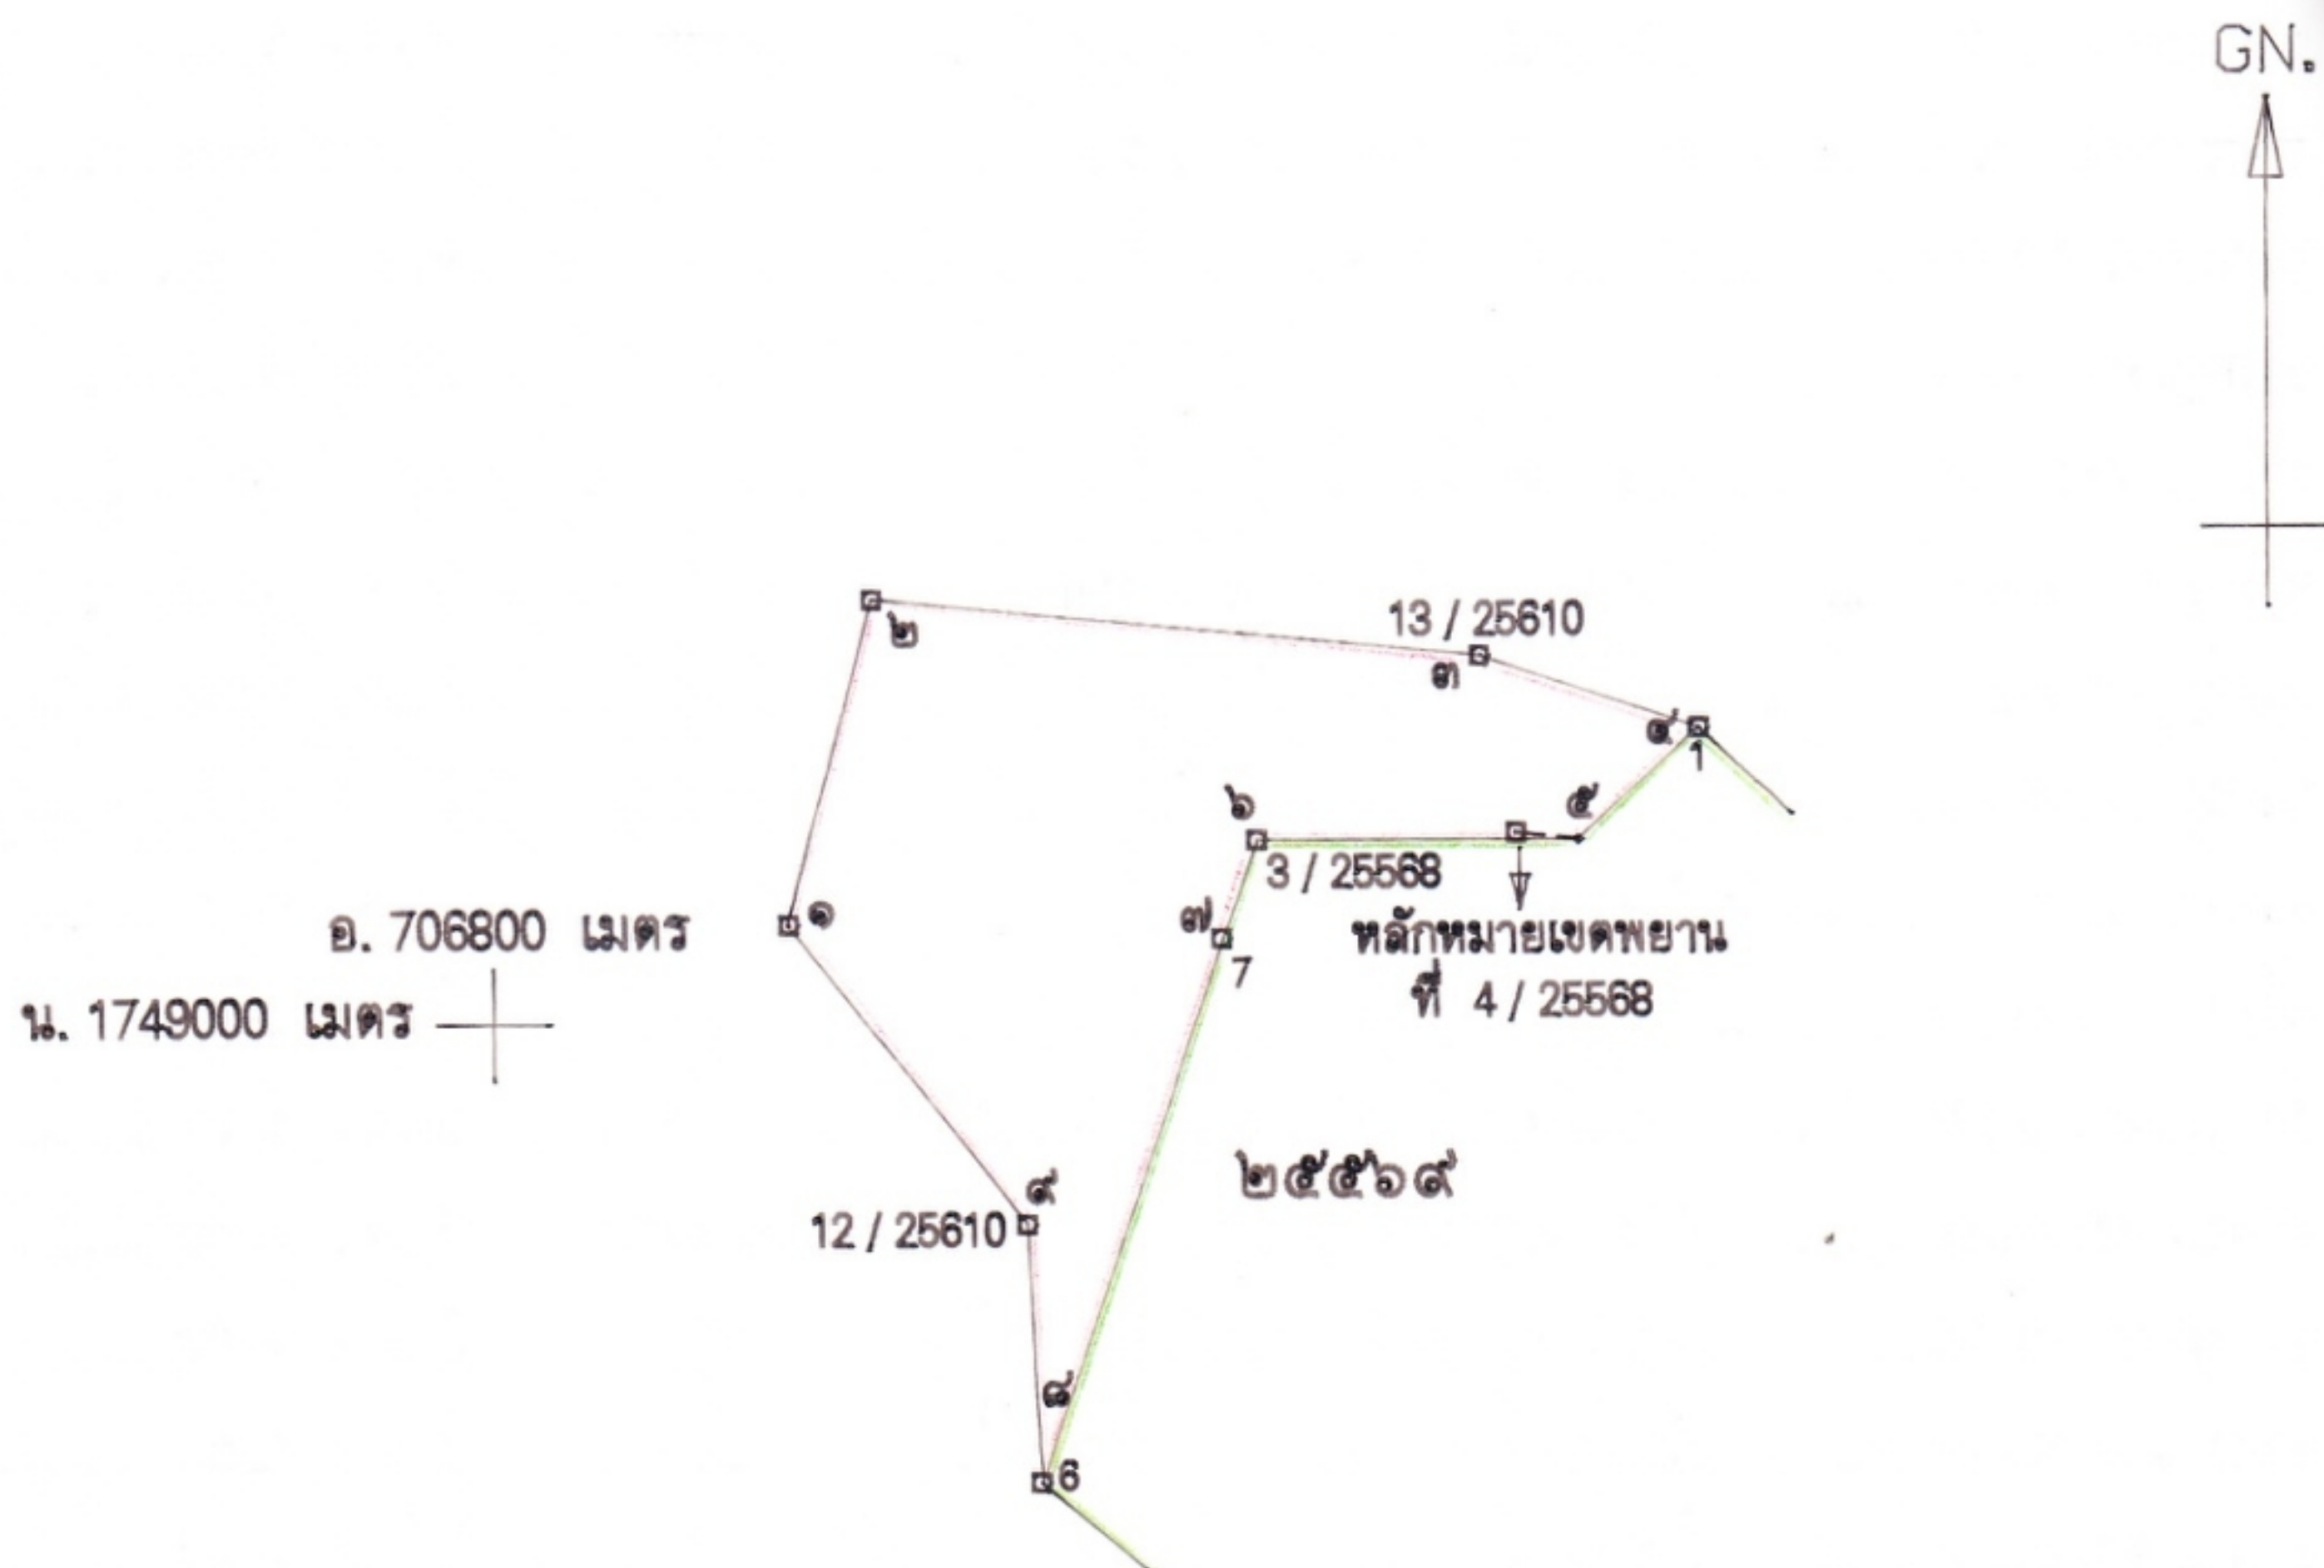 GN.
๒
13 / 25610
๓
๔
1
๕
๖
3 / 25568
๑
อ. 706800 เมตร
๗
หลักหมายเขตพยาน
7
ที่ 4 / 25568
น. 1749000 เมตร
๒๕๕๖๙
๙
12 / 25610
๘
6